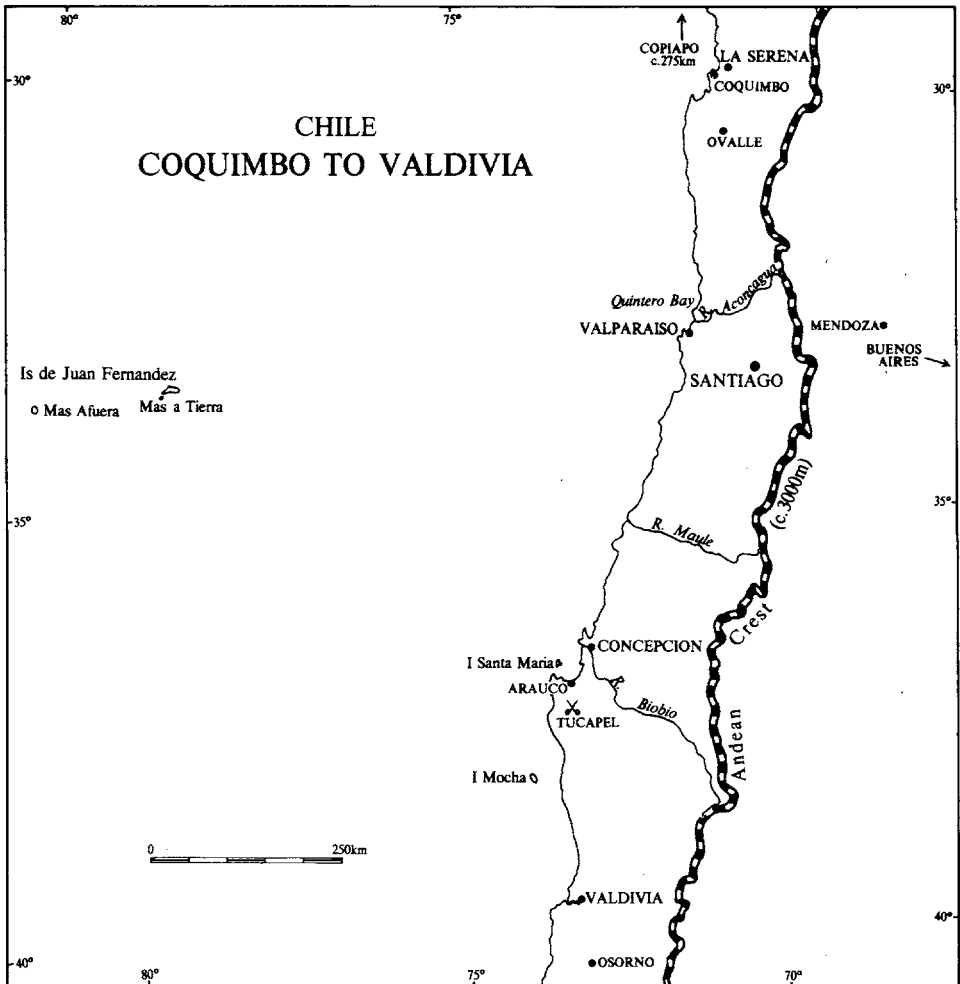 80°
75°
COPIAPO
c.275km
LA SERENA
COQUIMBO
30°
30°
OVALLE
CHILE
COQUIMBO TO VALDIVIA
Quintero Bay
R. Aconcagua
VALPARAISO
MENDOZA
BUENOS
AIRES
SANTIAGO
Is de Juan Fernandez
Mas Afuera
Mas a Tierra
(c.3000m)
35°
35°
R. Maule
Crest
CONCEPCION
I Santa Maria
ARAUCO
R. Biobio
TUCAPEL
Andean
I Mocha
0
250km
VALDIVIA
40°
40°
OSORNO
80°
75°
70°